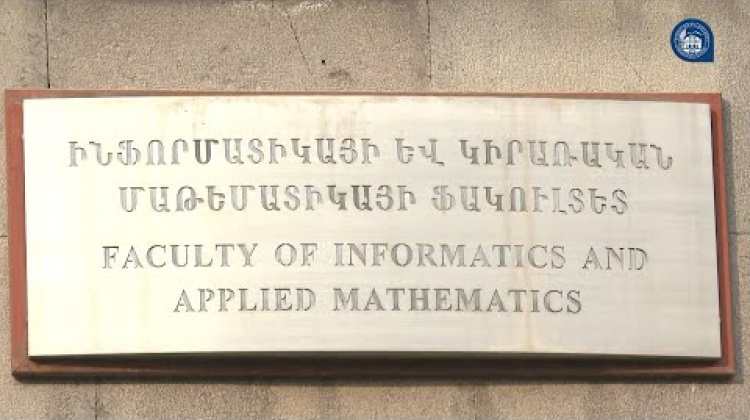 ԻՆՖՈՐՄԱՏԻԿԱՅԻ ԵՎ ԿԻՐԱՌԱԿԱՆ
ՄԱԹԵՄԱՏԻԿԱՅԻ ՖԱԿՈՒԼՏԵՏ
FACULTY OF INFORMATICS AND
APPLIED MATHEMATICS